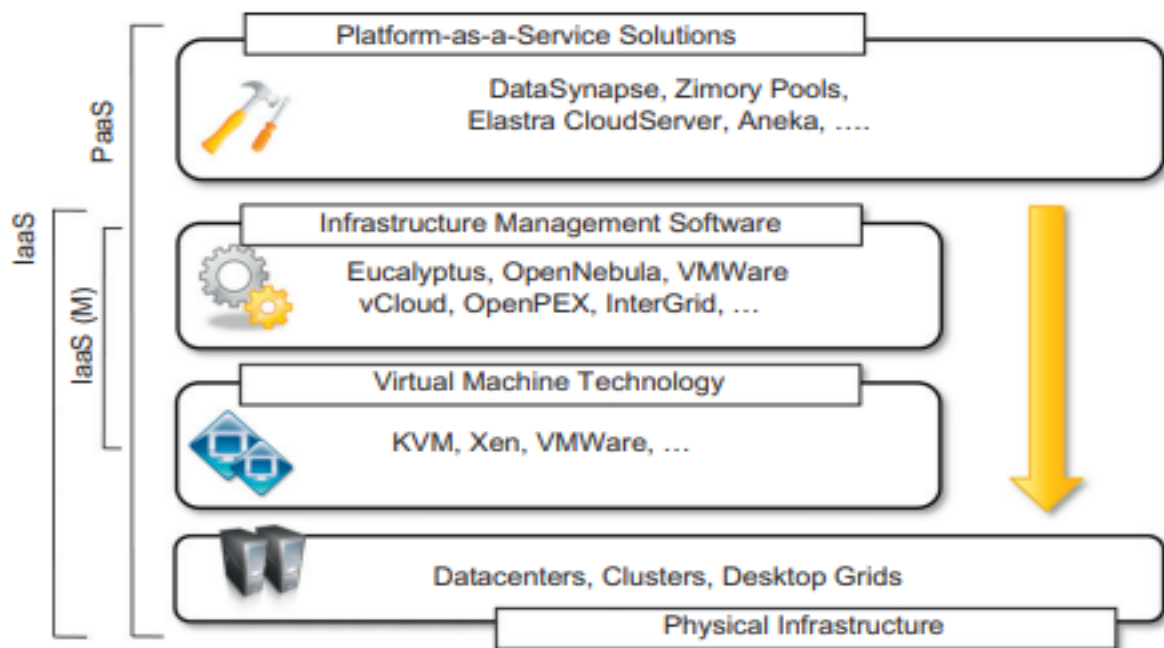 Platform-as-a-Service Solutions
DataSynapse, Zimory Pools,
Elastra CloudServer, Aneka, ….
PaaS
IaaS
IaaS (M)
Infrastructure Management Software
Eucalyptus, OpenNebula, VMWare
vCloud, OpenPEX, InterGrid, …
Virtual Machine Technology
KVM, Xen, VMWare, …
Datacenters, Clusters, Desktop Grids
Physical Infrastructure